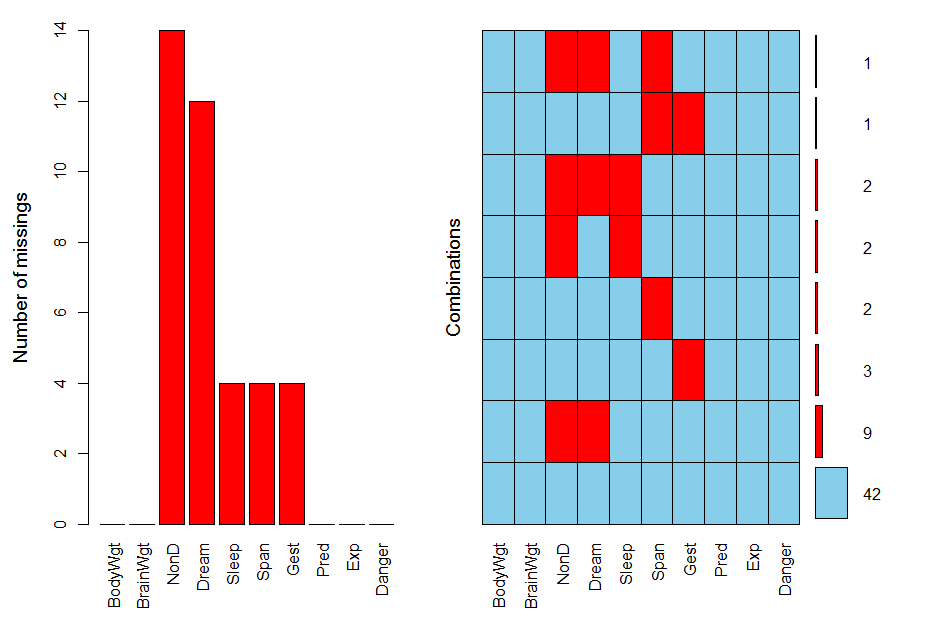 Number of missings
0
2
4
6
8
10
12
14
BodyWgt
BrainWgt
NonD
Dream
Sleep
Span
Gest
Pred
Exp
Danger
Combinations
BodyWgt
BrainWgt
NonD
Dream
Sleep
Span
Gest
Pred
Exp
Danger
1
1
2
2
2
3
9
42